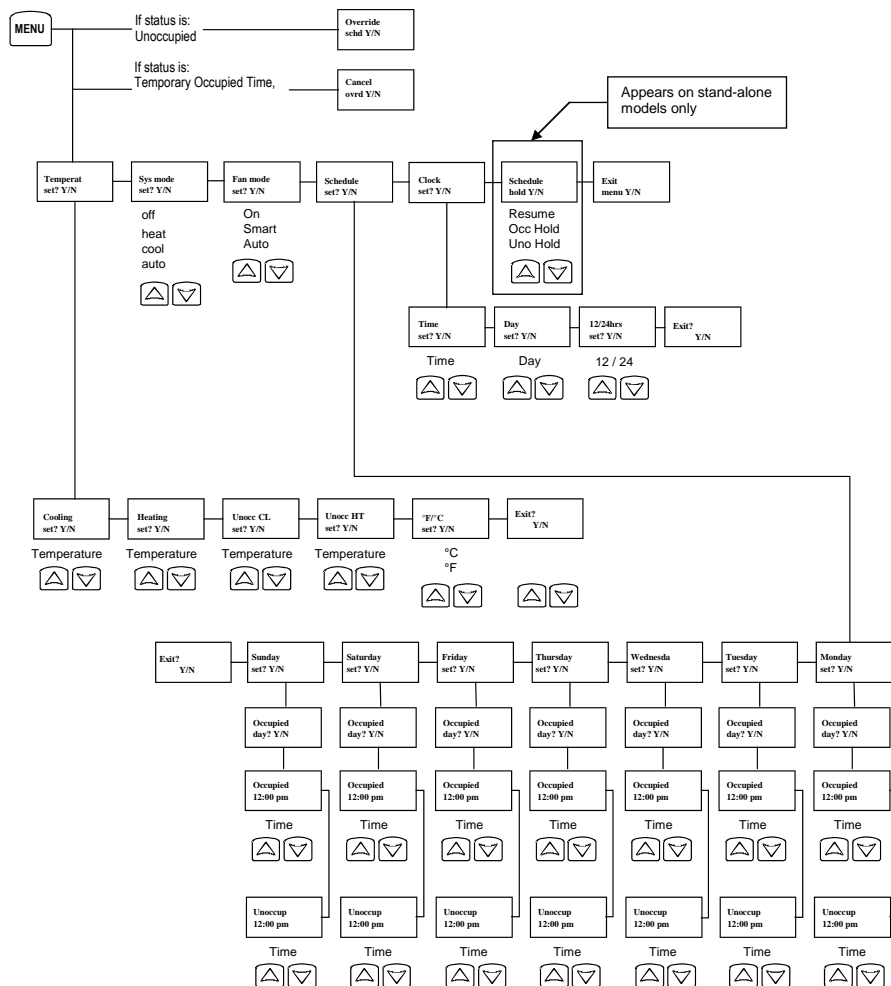 MENU
If status is:
Unoccupied
Override
schd Y/N
If status is:
Temporary Occupied Time,
Cancel
ovrd Y/N
Appears on stand-alone
models only
Temperat
set? Y/N
Sys mode
set? Y/N
Fan mode
set? Y/N
Schedule
set? Y/N
Clock
set? Y/N
Schedule
hold Y/N
Exit
menu Y/N
off
heat
cool
auto
On
Smart
Auto
Resume
Occ Hold
Uno Hold
Time
set? Y/N
Day
set? Y/N
12/24hrs
set? Y/N
Exit?
Y/N
Time
Day
12 / 24
Cooling
set? Y/N
Heating
set? Y/N
Unocc CL
set? Y/N
Unocc HT
set? Y/N
°F/°C
set? Y/N
Exit?
Y/N
Temperature
Temperature
Temperature
Temperature
°C
°F
Exit?
Y/N
Sunday
set? Y/N
Saturday
set? Y/N
Friday
set? Y/N
Thursday
set? Y/N
Wednesda
set? Y/N
Tuesday
set? Y/N
Monday
set? Y/N
Occupied
day? Y/N
Occupied
day? Y/N
Occupied
day? Y/N
Occupied
day? Y/N
Occupied
day? Y/N
Occupied
day? Y/N
Occupied
day? Y/N
Occupied
12:00 pm
Occupied
12:00 pm
Occupied
12:00 pm
Occupied
12:00 pm
Occupied
12:00 pm
Occupied
12:00 pm
Occupied
12:00 pm
Time
Time
Time
Time
Time
Time
Time
Unoccup
12:00 pm
Unoccup
12:00 pm
Unoccup
12:00 pm
Unoccup
12:00 pm
Unoccup
12:00 pm
Unoccup
12:00 pm
Unoccup
12:00 pm
Time
Time
Time
Time
Time
Time
Time